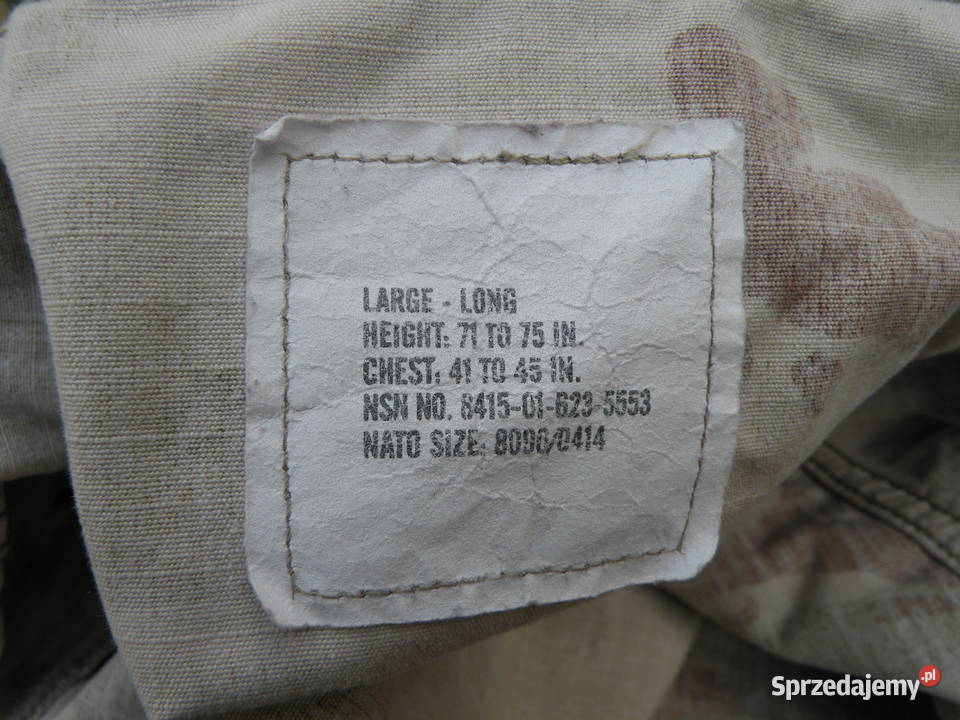 LARGE - LONG
HEIGHT: 71 TO 75 IN.
CHEST: 41 TO 45 IN.
NSN NO. 8415-01-623-5553
NATO SIZE: 8090/0414
Sprzedajemy.pl